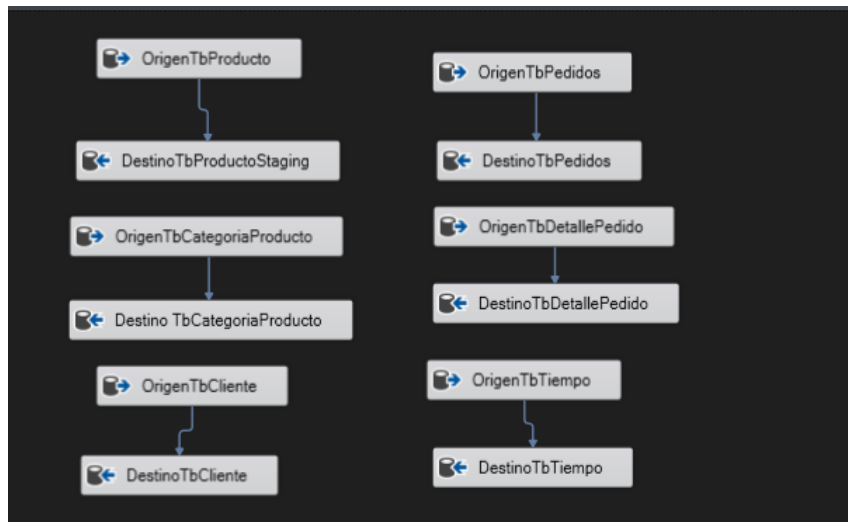 OrigenTbProducto
DestinoTbProductoStaging
OrigenTbCategoriaProducto
Destino TbCategoriaProducto
OrigenTbCliente
DestinoTbCliente
OrigenTbPedidos
DestinoTbPedidos
OrigenTbDetallePedido
DestinoTbDetallePedido
OrigenTbTiempo
DestinoTbTiempo